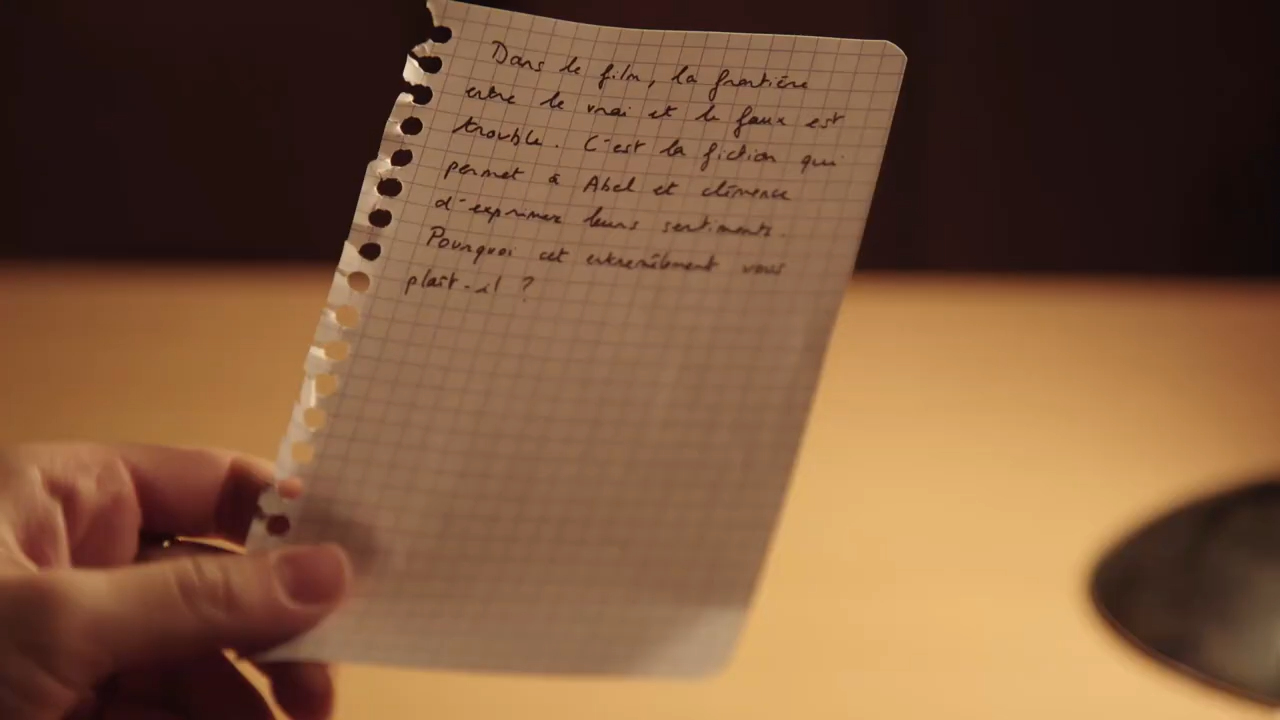 Dans le film, la frontière
entre le vrai et le faux est
trouble. C'est la fiction qui
permet à Abel et clémence
d'exprimer leurs sentiments.
Pourquoi cet entremêlement vous
plaît-il ?